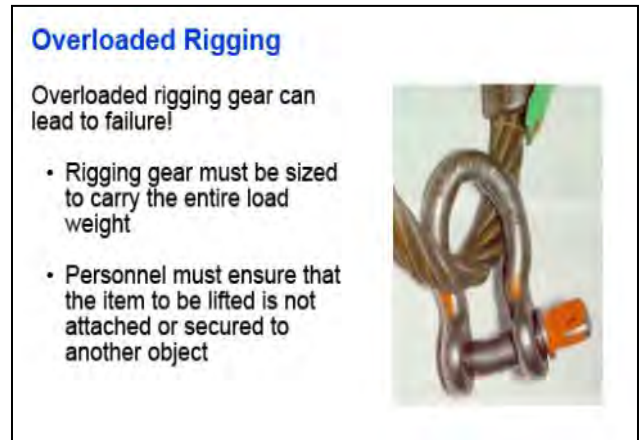 Overloaded Rigging
Overloaded rigging gear can
lead to failure!
• Rigging gear must be sized
to carry the entire load
weight
• Personnel must ensure that
the item to be lifted is not
attached or secured to
another object